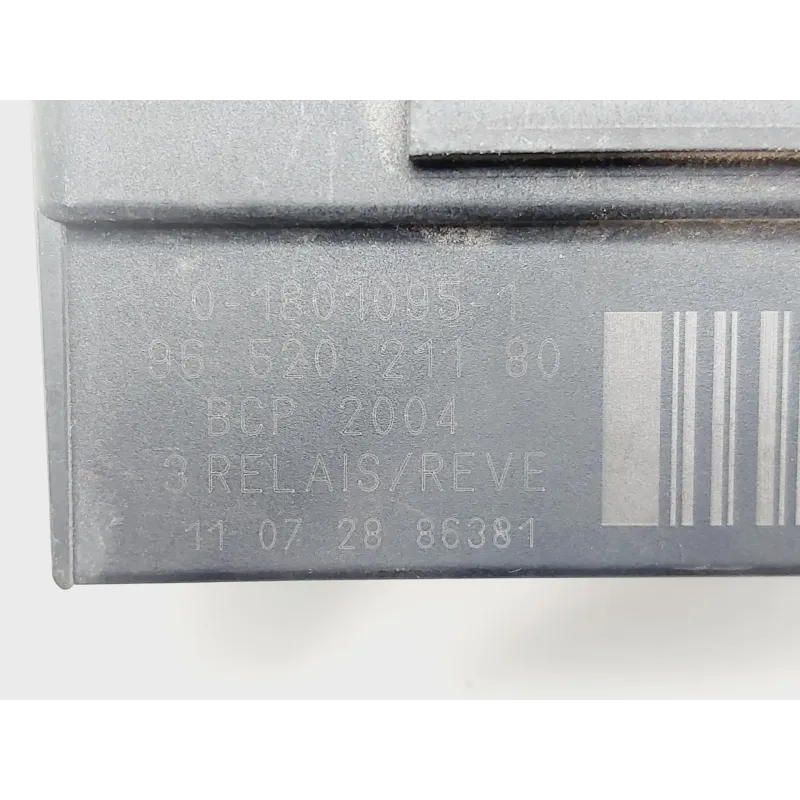 0-1801095-1
96 520 211 80
BCP 2004
3 RELAIS/REVE
11 07 28 86381